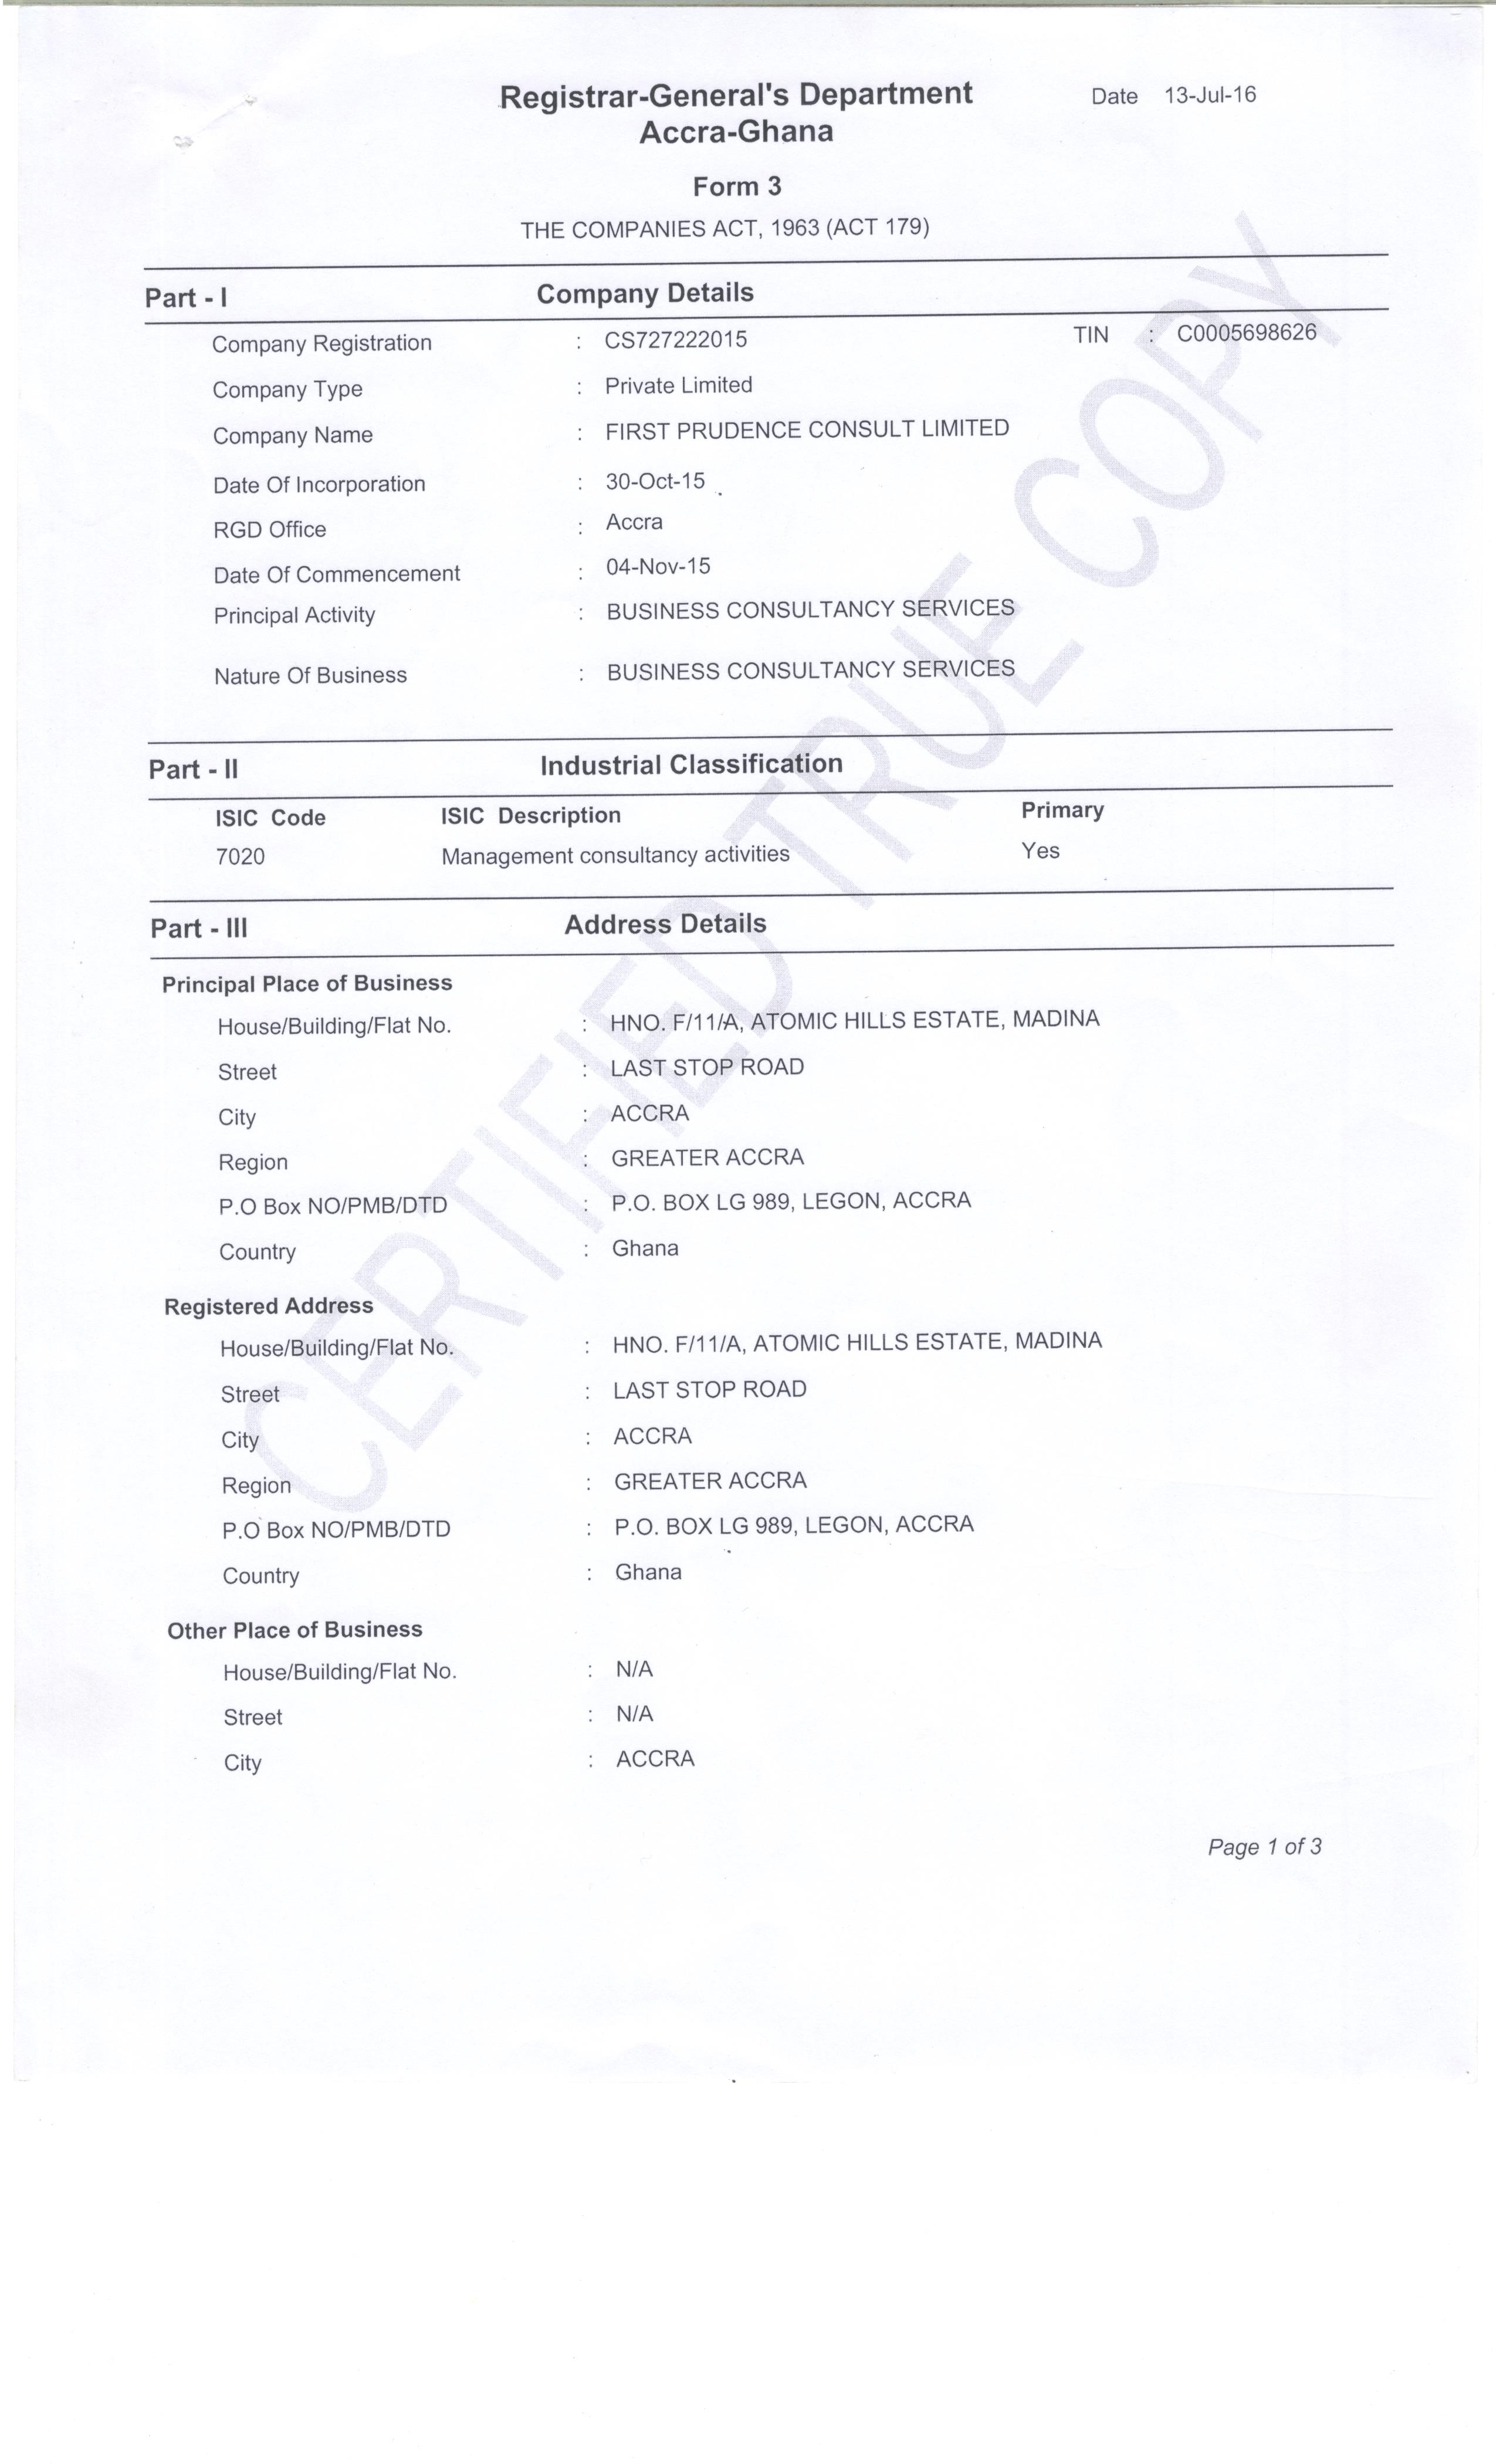 Registrar-General's Department Date 13-Jul-16
Accra-Ghana
Form 3
THE COMPANIES ACT, 1963 (ACT 179)
Part - I Company Details
Company Registration : CS727222015 TIN : C0005698626
Company Type : Private Limited
Company Name : FIRST PRUDENCE CONSULT LIMITED
Date Of Incorporation : 30-Oct-15
RGD Office : Accra
Date Of Commencement : 04-Nov-15
Principal Activity : BUSINESS CONSULTANCY SERVICES
Nature Of Business : BUSINESS CONSULTANCY SERVICES
Part - II Industrial Classification
ISIC Code ISIC Description Primary
7020 Management consultancy activities Yes
Part - III Address Details
Principal Place of Business
House/Building/Flat No. : HNO. F/11/A, ATOMIC HILLS ESTATE, MADINA
Street : LAST STOP ROAD
City : ACCRA
Region : GREATER ACCRA
P.O Box NO/PMB/DTD : P.O. BOX LG 989, LEGON, ACCRA
Country : Ghana
Registered Address
House/Building/Flat No. : HNO. F/11/A, ATOMIC HILLS ESTATE, MADINA
Street : LAST STOP ROAD
City : ACCRA
Region : GREATER ACCRA
P.O Box NO/PMB/DTD : P.O. BOX LG 989, LEGON, ACCRA
Country : Ghana
Other Place of Business
House/Building/Flat No. : N/A
Street : N/A
City : ACCRA
Page 1 of 3
CERTIFIED TRUE COPY